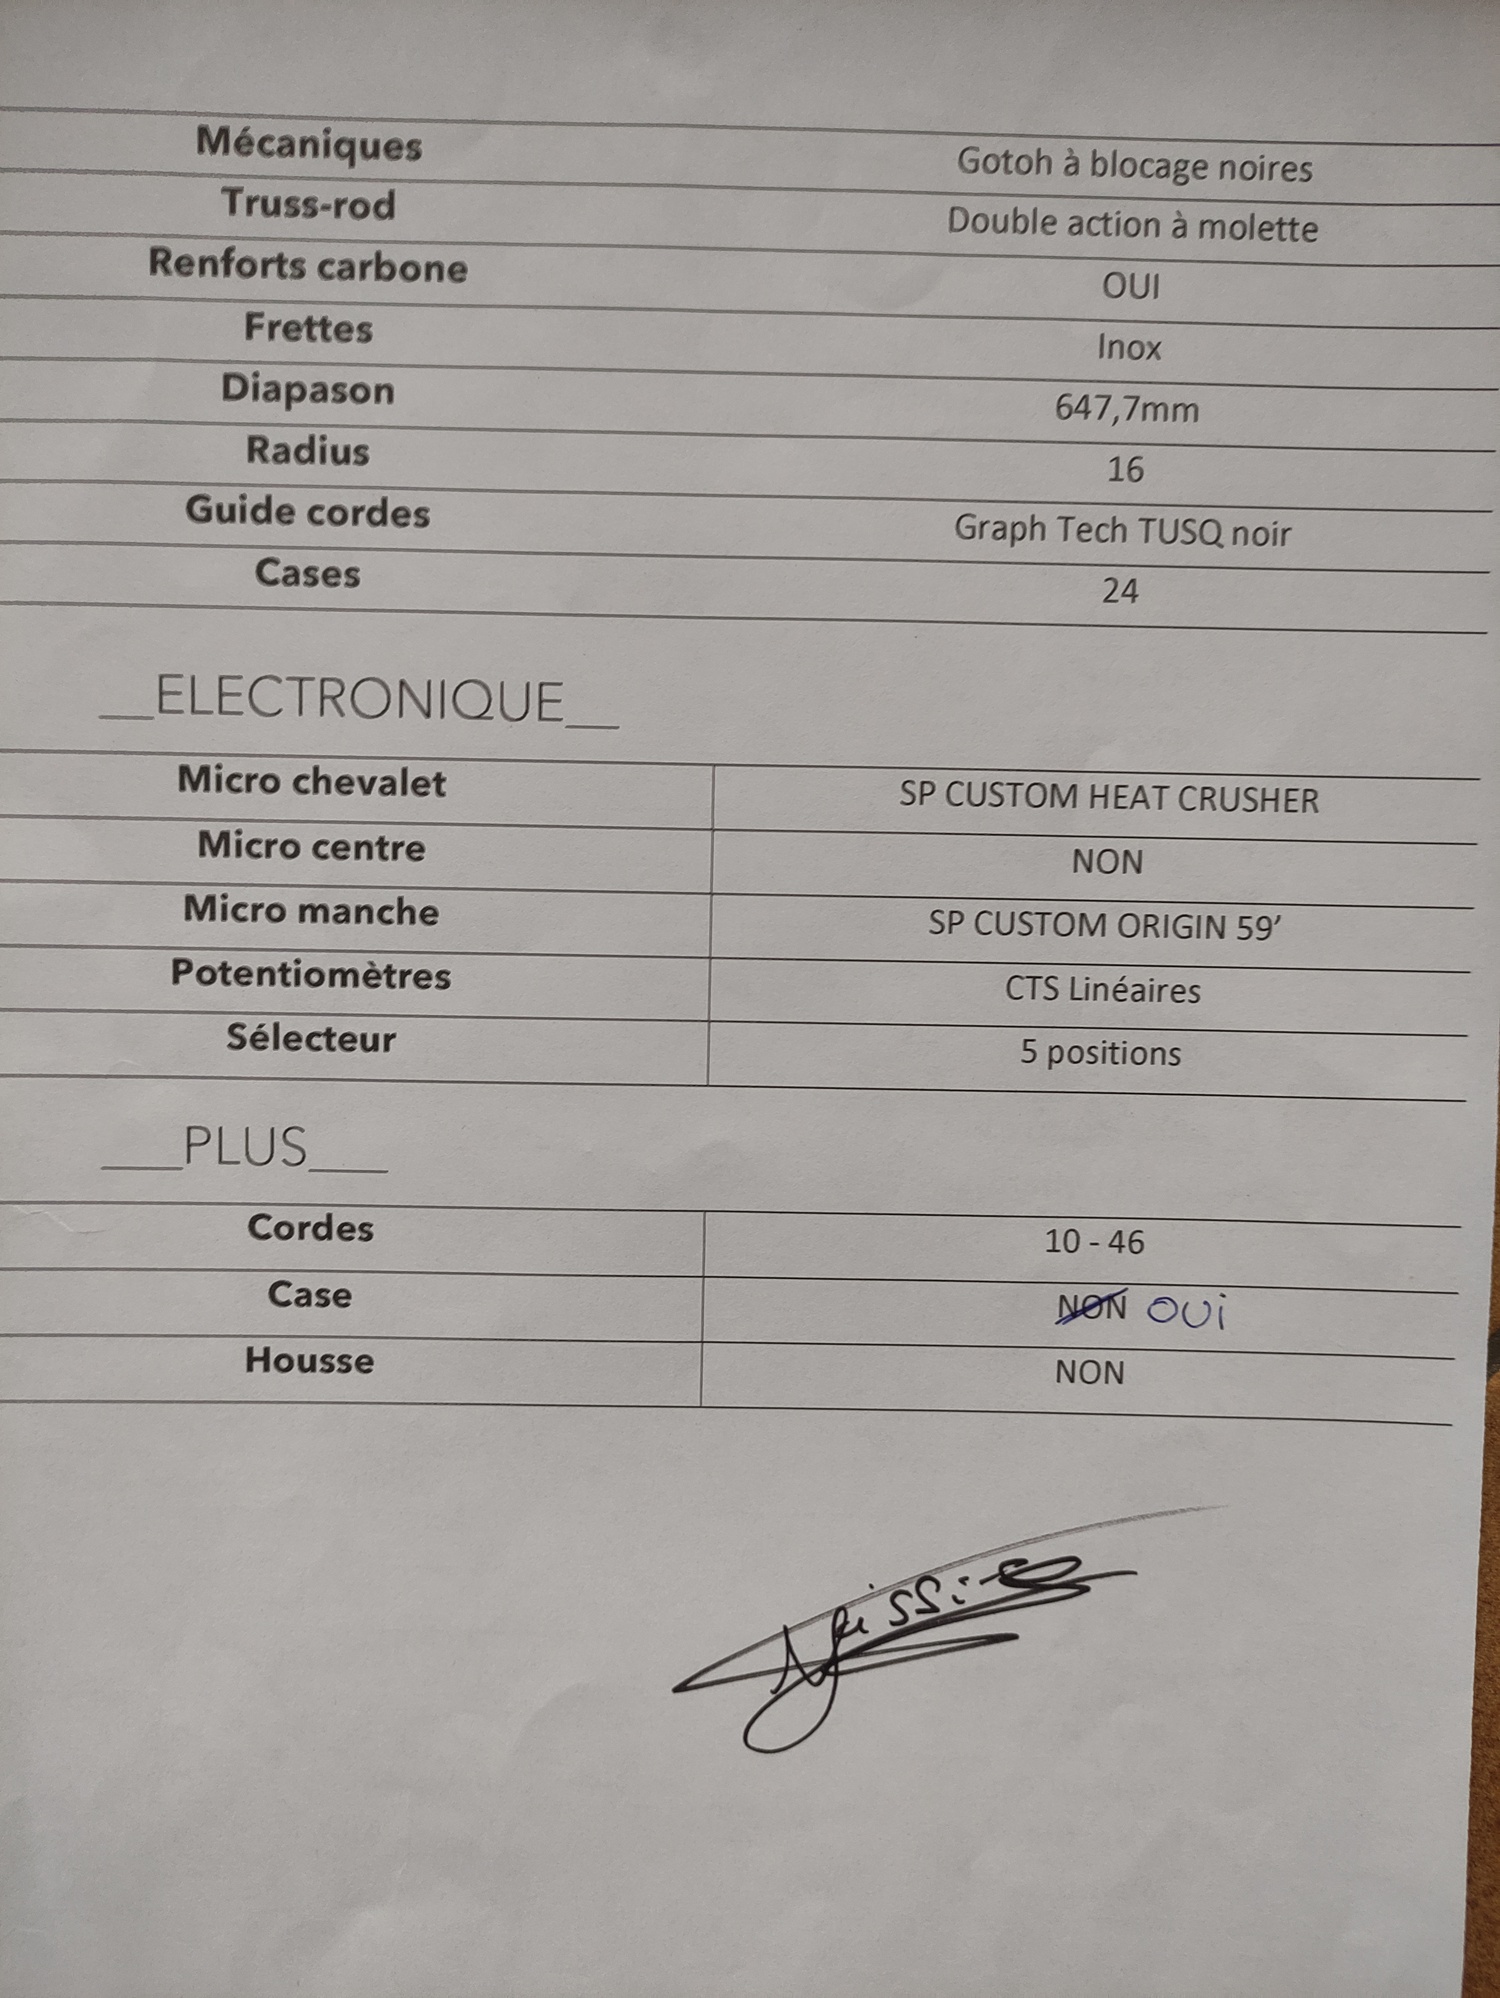 Mécaniques Gotoh à blocage noires
Truss-rod Double action à molette
Renforts carbone OUI
Frettes Inox
Diapason 647,7mm
Radius 16
Guide cordes Graph Tech TUSQ noir
Cases 24
__ELECTRONIQUE__
Micro chevalet SP CUSTOM HEAT CRUSHER
Micro centre NON
Micro manche SP CUSTOM ORIGIN 59’
Potentiomètres CTS Linéaires
Sélecteur 5 positions
___PLUS___
Cordes 10 - 46
Case NON OUi
Housse NON